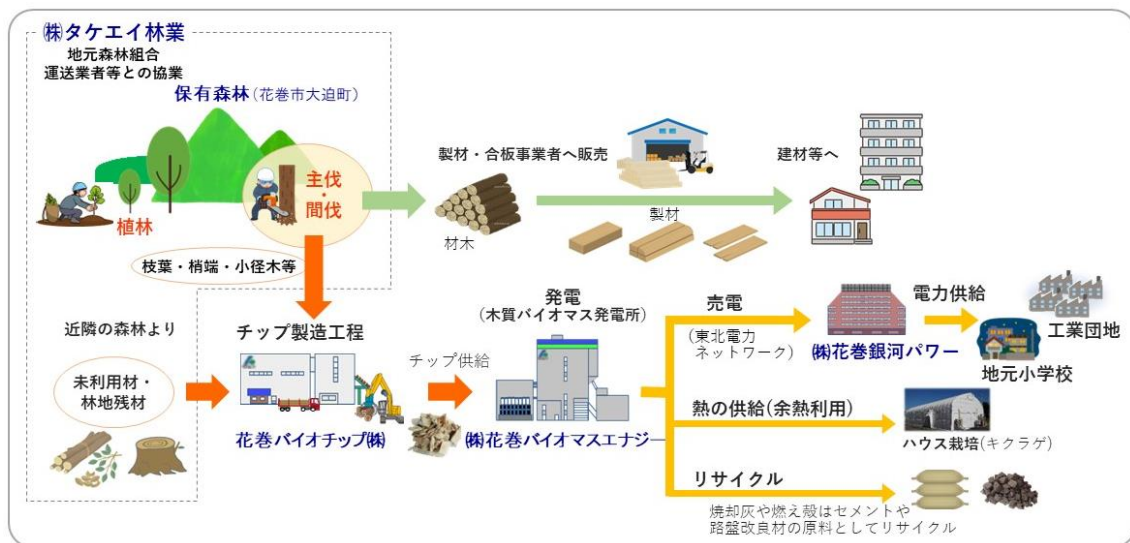 ㈱タケエイ林業
地元森林組合
運送業者等との協業
保有森林(花巻市大迫町)
植林
主伐
・
間伐
枝葉・梢端・小径木等
製材・合板事業者へ販売
材木
製材
建材等へ
近隣の森林より
未利用材・
林地残材
チップ製造工程
花巻バイオチップ㈱
チップ供給
発電
(木質バイオマス発電所)
㈱花巻バイオマスエナジー
売電
(東北電力
ネットワーク)
㈱花巻銀河パワー
電力供給
工業団地
地元小学校
熱の供給(余熱利用)
ハウス栽培(キクラゲ)
リサイクル
焼却灰や燃え殻はセメントや
路盤改良材の原料としてリサイクル